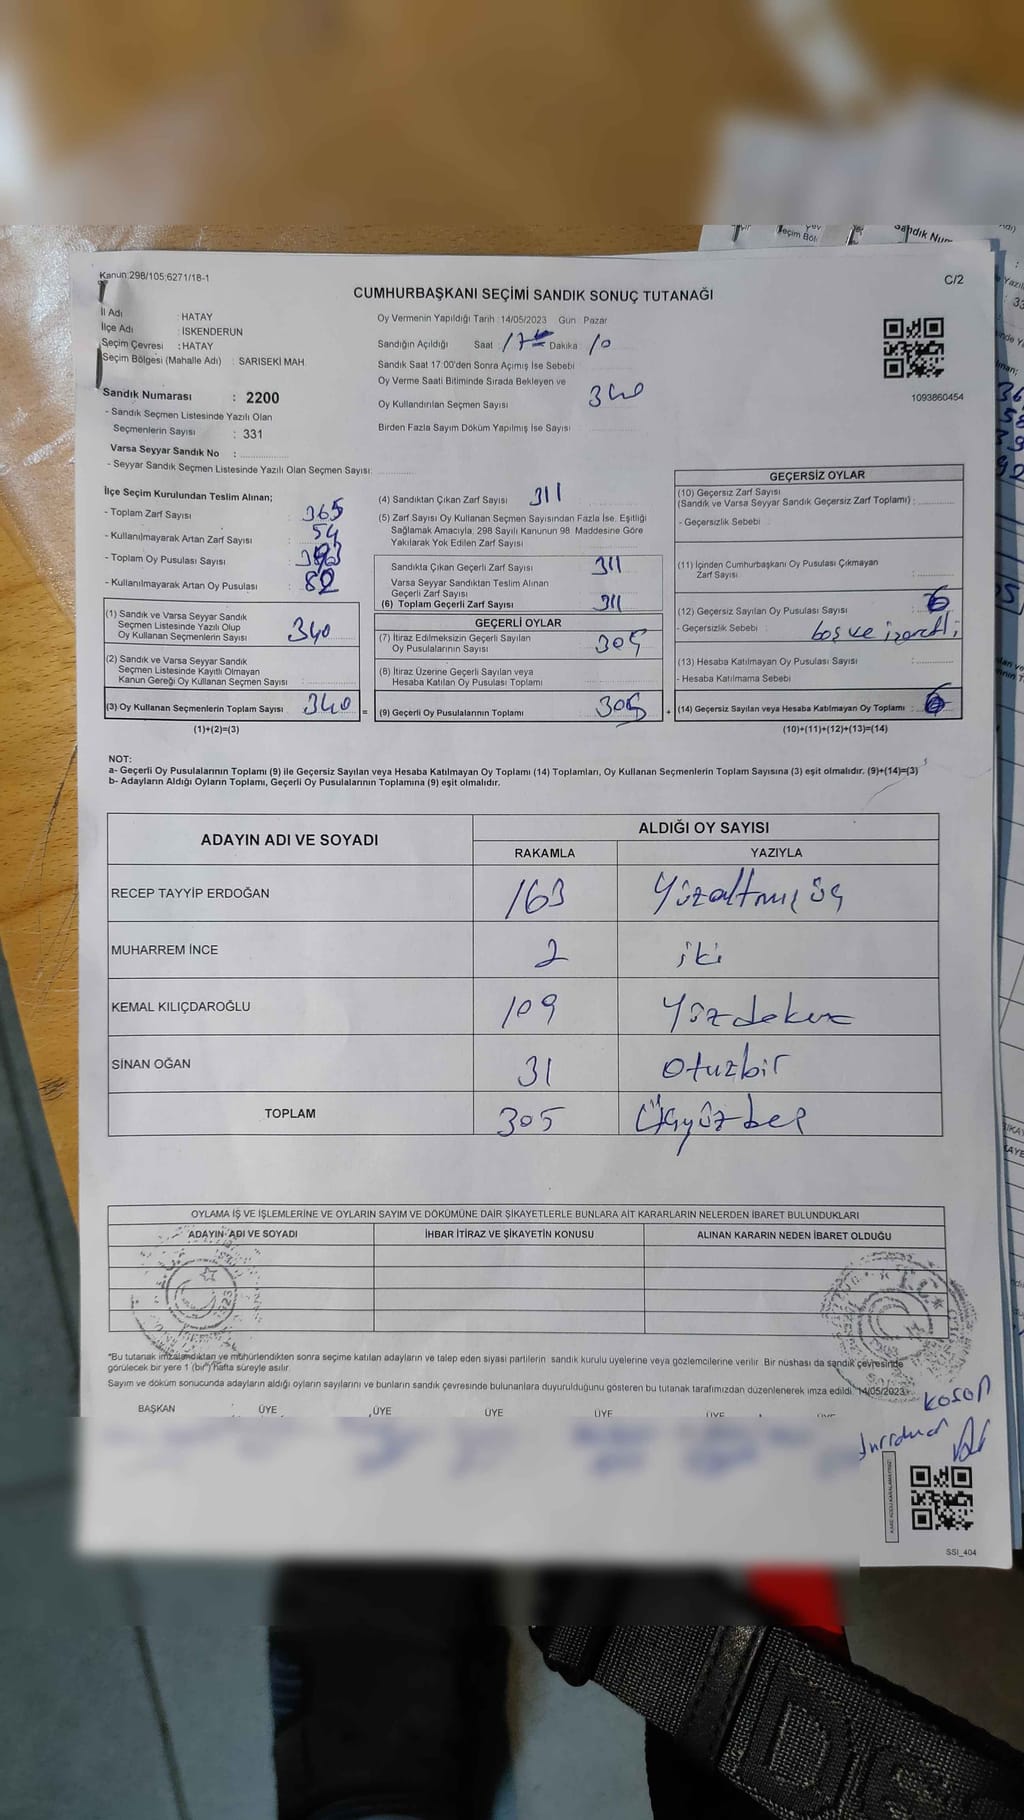 Kanun:298/105;6271/18-1
C/2
CUMHURBAŞKANI SEÇİMİ SANDIK SONUÇ TUTANAĞI
İl Adı : HATAY
İlçe Adı : İSKENDERUN
Seçim Çevresi : HATAY
Seçim Bölgesi (Mahalle Adı) : SARISEKİ MAH.
Sandık Numarası : 2200
- Sandık Seçmen Listesinde Yazılı Olan
Seçmenlerin Sayısı : 331
Varsa Seyyar Sandık No :
- Seyyar Sandık Seçmen Listesinde Yazılı Olan Seçmen Sayısı:
Oy Vermenin Yapıldığı Tarih : 14/05/2023 Gün : Pazar
Sandığın Açıldığı Saat : 17 Dakika 10
Sandık Saat 17:00'den Sonra Açımış İse Sebebi
Oy Verme Saati Bitiminde Sırada Bekleyen ve
Oy Kullandırılan Seçmen Sayısı 340
Birden Fazla Sayım Döküm Yapılmış İse Sayısı
1093860454
İlçe Seçim Kurulundan Teslim Alınan;
- Toplam Zarf Sayısı : 365
- Kullanılmayarak Artan Zarf Sayısı : 54
- Toplam Oy Pusulası Sayısı :
- Kullanılmayarak Artan Oy Pusulası : 82
(1) Sandık ve Varsa Seyyar Sandık
Seçmen Listesinde Yazılı Olup
Oy Kullanan Seçmenlerin Sayısı 340
(2) Sandık ve Varsa Seyyar Sandık
Seçmen Listesinde Kayıtlı Olmayan
Kanun Gereği Oy Kullanan Seçmen Sayısı :
(3) Oy Kullanan Seçmenlerin Toplam Sayısı : 340 =
(1)+(2)=(3)
(4) Sandıktan Çıkan Zarf Sayısı : 311
(5) Zarf Sayısı Oy Kullanan Seçmen Sayısından Fazla İse, Eşitliği
Sağlamak Amacıyla, 298 Sayılı Kanunun 98. Maddesine Göre
Yakılarak Yok Edilen Zarf Sayısı
Sandıkta Çıkan Geçerli Zarf Sayısı 311
Varsa Seyyar Sandıktan Teslim Alınan
Geçerli Zarf Sayısı
(6) Toplam Geçerli Zarf Sayısı 311
GEÇERLİ OYLAR
(7) İtiraz Edilmeksizin Geçerli Sayılan
Oy Pusulalarının Sayısı 305
(8) İtiraz Üzerine Geçerli Sayılan veya
Hesaba Katılan Oy Pusulası Toplamı
(9) Geçerli Oy Pusulalarının Toplamı 305 +
GEÇERSİZ OYLAR
(10) Geçersiz Zarf Sayısı
(Sandık ve Varsa Seyyar Sandık Geçersiz Zarf Toplamı) :
- Geçersizlik Sebebi :
(11) İçinden Cumhurbaşkanı Oy Pusulası Çıkmayan
Zarf Sayısı
(12) Geçersiz Sayılan Oy Pusulası Sayısı : 6
- Geçersizlik Sebebi : boş ve
(13) Hesaba Katılmayan Oy Pusulası Sayısı :
- Hesaba Katılmama Sebebi
(14) Geçersiz Sayılan veya Hesaba Katılmayan Oy Toplamı : 6
(10)+(11)+(12)+(13)=(14)
NOT:
a- Geçerli Oy Pusulalarının Toplamı (9) ile Geçersiz Sayılan veya Hesaba Katılmayan Oy Toplamı (14) Toplamları, Oy Kullanan Seçmenlerin Toplam Sayısına (3) eşit olmalıdır. (9)+(14)=(3)
b- Adayların Aldığı Oyların Toplamı, Geçerli Oy Pusulalarının Toplamına (9) eşit olmalıdır.
ADAYIN ADI VE SOYADI ALDIĞI OY SAYISI
RAKAMLA YAZIYLA
RECEP TAYYİP ERDOĞAN 163 Yüzaltmış üç
MUHARREM İNCE 2 iki
KEMAL KILIÇDAROĞLU 109 Yüzdokuz
SİNAN OĞAN 31 Otuzbir
TOPLAM 305 Üçyüzbeş
OYLAMA İŞ VE İŞLEMLERİNE VE OYLARIN SAYIM VE DÖKÜMÜNE DAİR ŞİKAYETLERLE BUNLARA AİT KARARLARIN NELERDEN İBARET BULUNDUKLARI
ADAYIN ADI VE SOYADI İHBAR İTİRAZ VE ŞİKAYETİN KONUSU ALINAN KARARIN NEDEN İBARET OLDUĞU
*Bu tutanak imzalandıktan ve mühürlendikten sonra seçime katılan adayların ve talep eden siyasi partilerin sandık kurulu üyelerine veya gözlemcilerine verilir. Bir nüshası da sandık çevresinde
görülecek bir yere 1 (bir) hafta süreyle asılır.
Sayım ve döküm sonucunda adayların aldığı oyların sayılarını ve bunların sandık çevresinde bulunanlara duyurulduğunu gösteren bu tutanak tarafımızdan düzenlenerek imza edildi. 14/05/2023
BAŞKAN ÜYE ÜYE ÜYE ÜYE ÜYE ÜYE
SSI_404